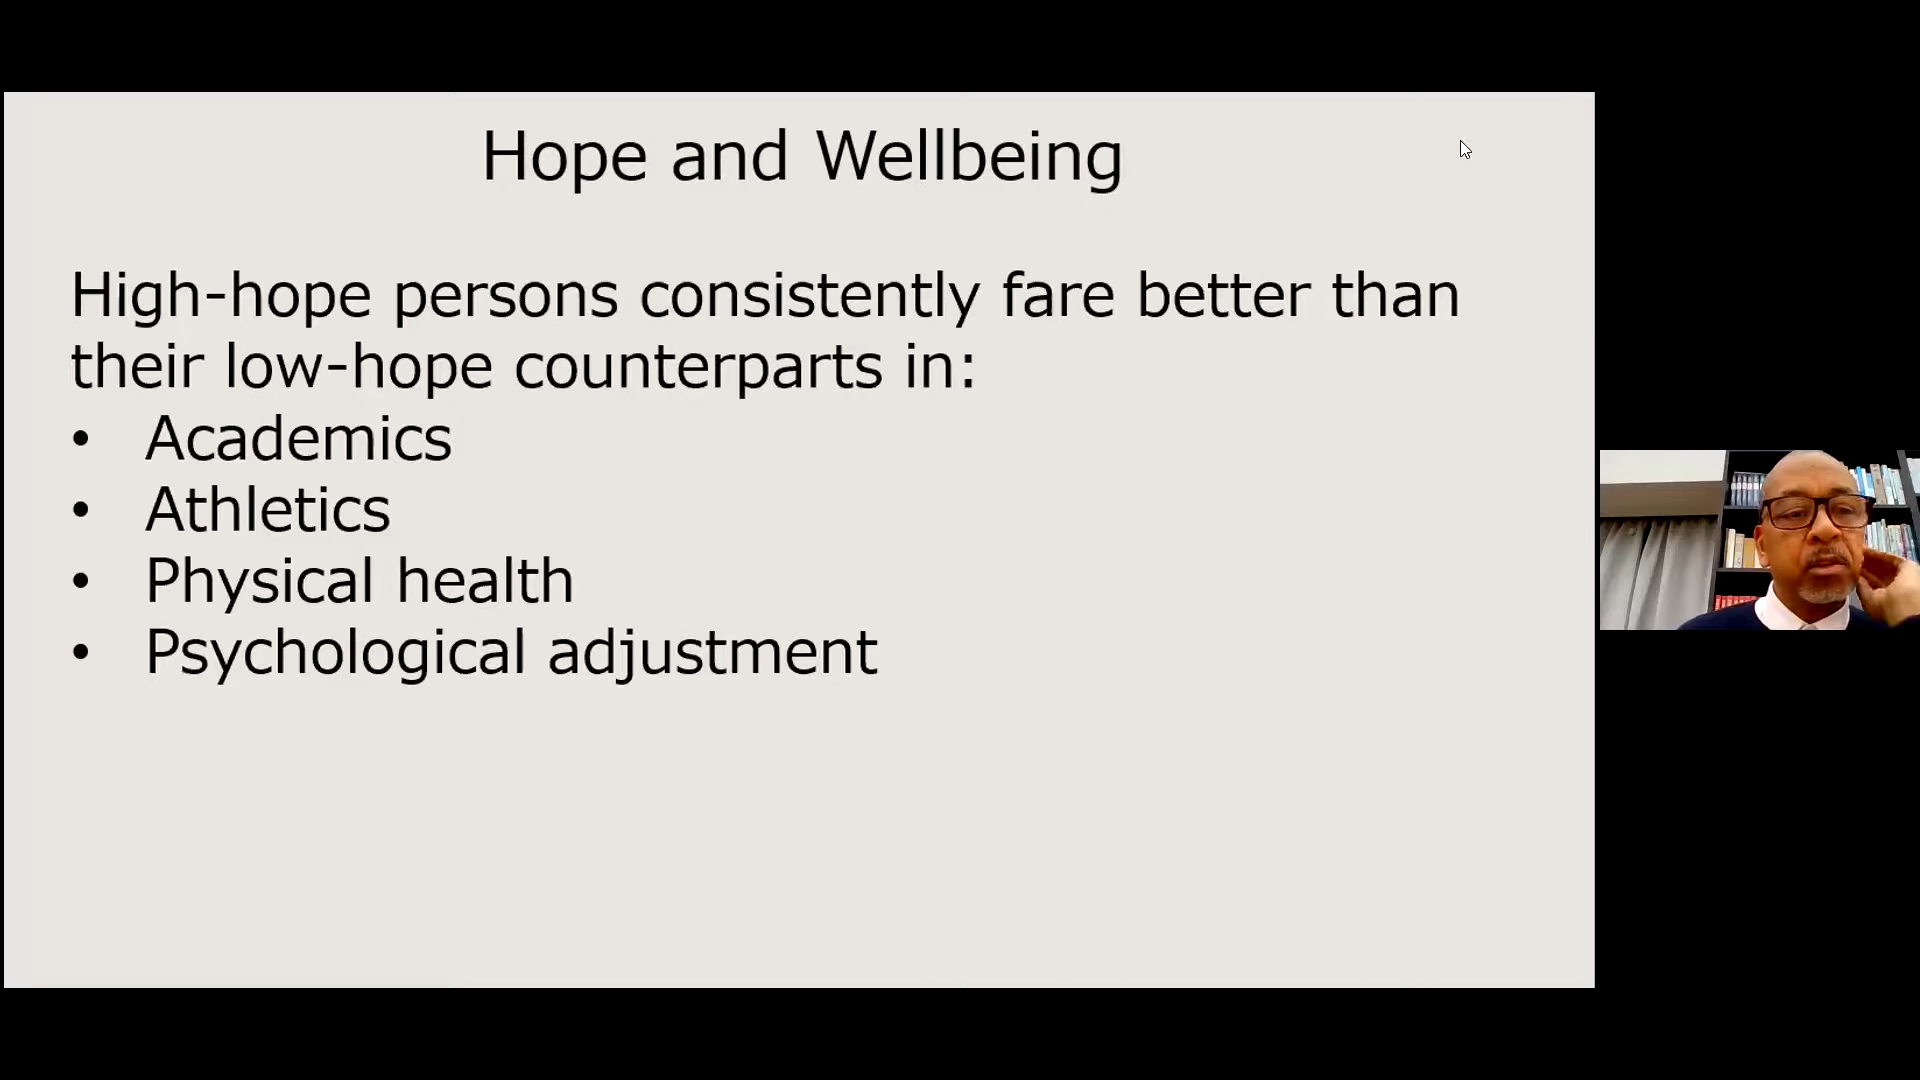 Hope and Wellbeing
High-hope persons consistently fare better than
their low-hope counterparts in:
• Academics
• Athletics
• Physical health
• Psychological adjustment